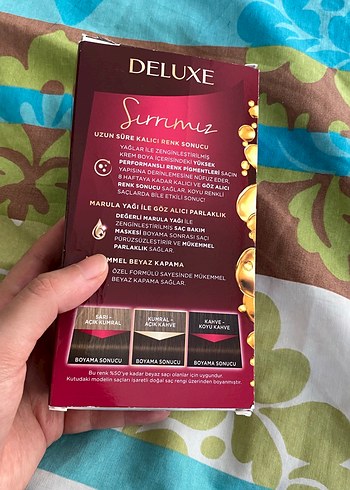 DELUXE
Sırrımız
UZUN SÜRE KALICI RENK SONUCU
YAĞLAR İLE ZENGİNLEŞTİRİLMİŞ
KREM BOYA İÇERİSİNDEKİ YÜKSEK
PERFORMANSLI RENK PİGMENTLERİ SAÇIN
YAPISINA DERİNLEMESİNE NÜFUZ EDER.
8 HAFTAYA KADAR KALICI VE GÖZ ALICI
RENK SONUCU SAĞLAR. KOYU RENKLİ
SAÇLARDA BİLE ETKİLİ SONUÇ!
MARULA YAĞI İLE GÖZ ALICI PARLAKLIK
DEĞERLİ MARULA YAĞI İLE
ZENGİNLEŞTİRİLMİŞ SAÇ BAKIM
MASKESİ BOYAMA SONRASI SAÇI
PÜRÜZSÜZLEŞTİRİR VE MÜKEMMEL
PARLAKLIK SAĞLAR.
MMEL BEYAZ KAPAMA
ÖZEL FORMÜLÜ SAYESİNDE MÜKEMMEL
BEYAZ KAPAMA SAĞLAR.
SARI - AÇIK KUMRAL
KUMRAL - AÇIK KAHVE
KAHVE - KOYU KAHVE
BOYAMA SONUCU
BOYAMA SONUCU
BOYAMA SONUCU
Bu renk %50'ye kadar beyaz saçı olanlar için uygundur.
Kutudaki modelin saçları işaretli doğal saç rengi üzerinden boyanmıştır.